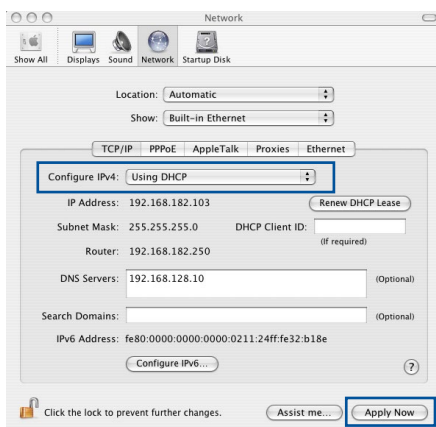 Network
Show All Displays Sound Network Startup Disk
Location: Automatic
Show: Built-in Ethernet
TCP/IP PPPoE AppleTalk Proxies Ethernet
Configure IPv4: Using DHCP
IP Address: 192.168.182.103 Renew DHCP Lease
Subnet Mask: 255.255.255.0 DHCP Client ID:
(If required)
Router: 192.168.182.250
DNS Servers: 192.168.128.10 (Optional)
Search Domains: (Optional)
IPv6 Address: fe80:0000:0000:0000:0211:24ff:fe32:b18e
Configure IPv6... ?
Click the lock to prevent further changes. Assist me... Apply Now